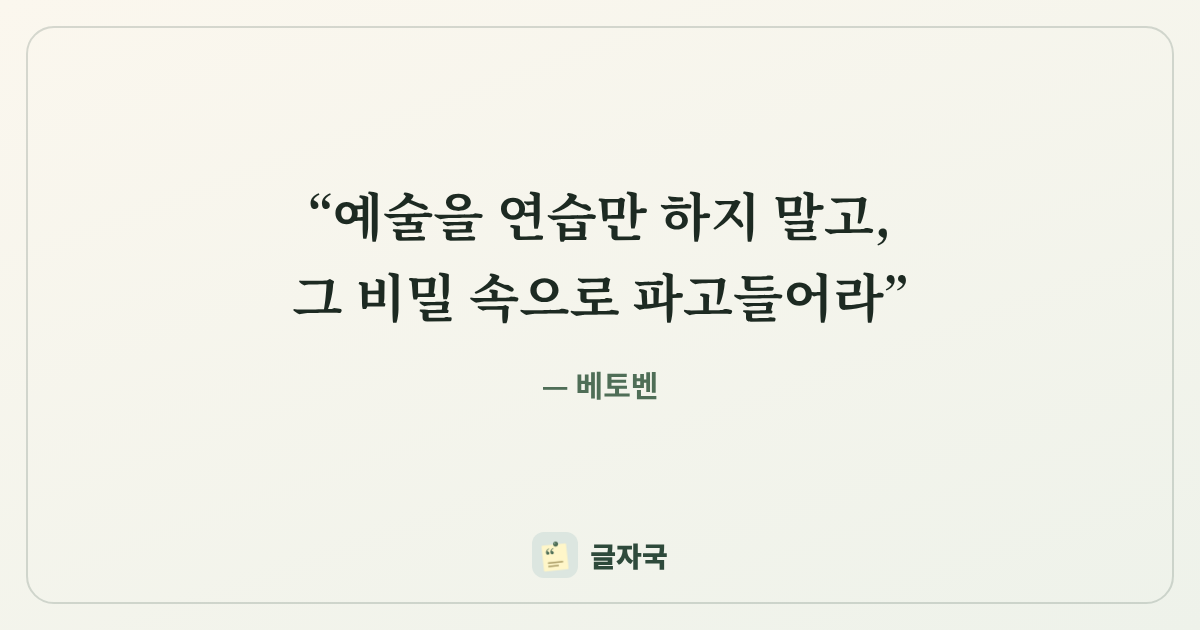 “예술을 연습만 하지 말고,
그 비밀 속으로 파고들어라”
— 베토벤
글자국